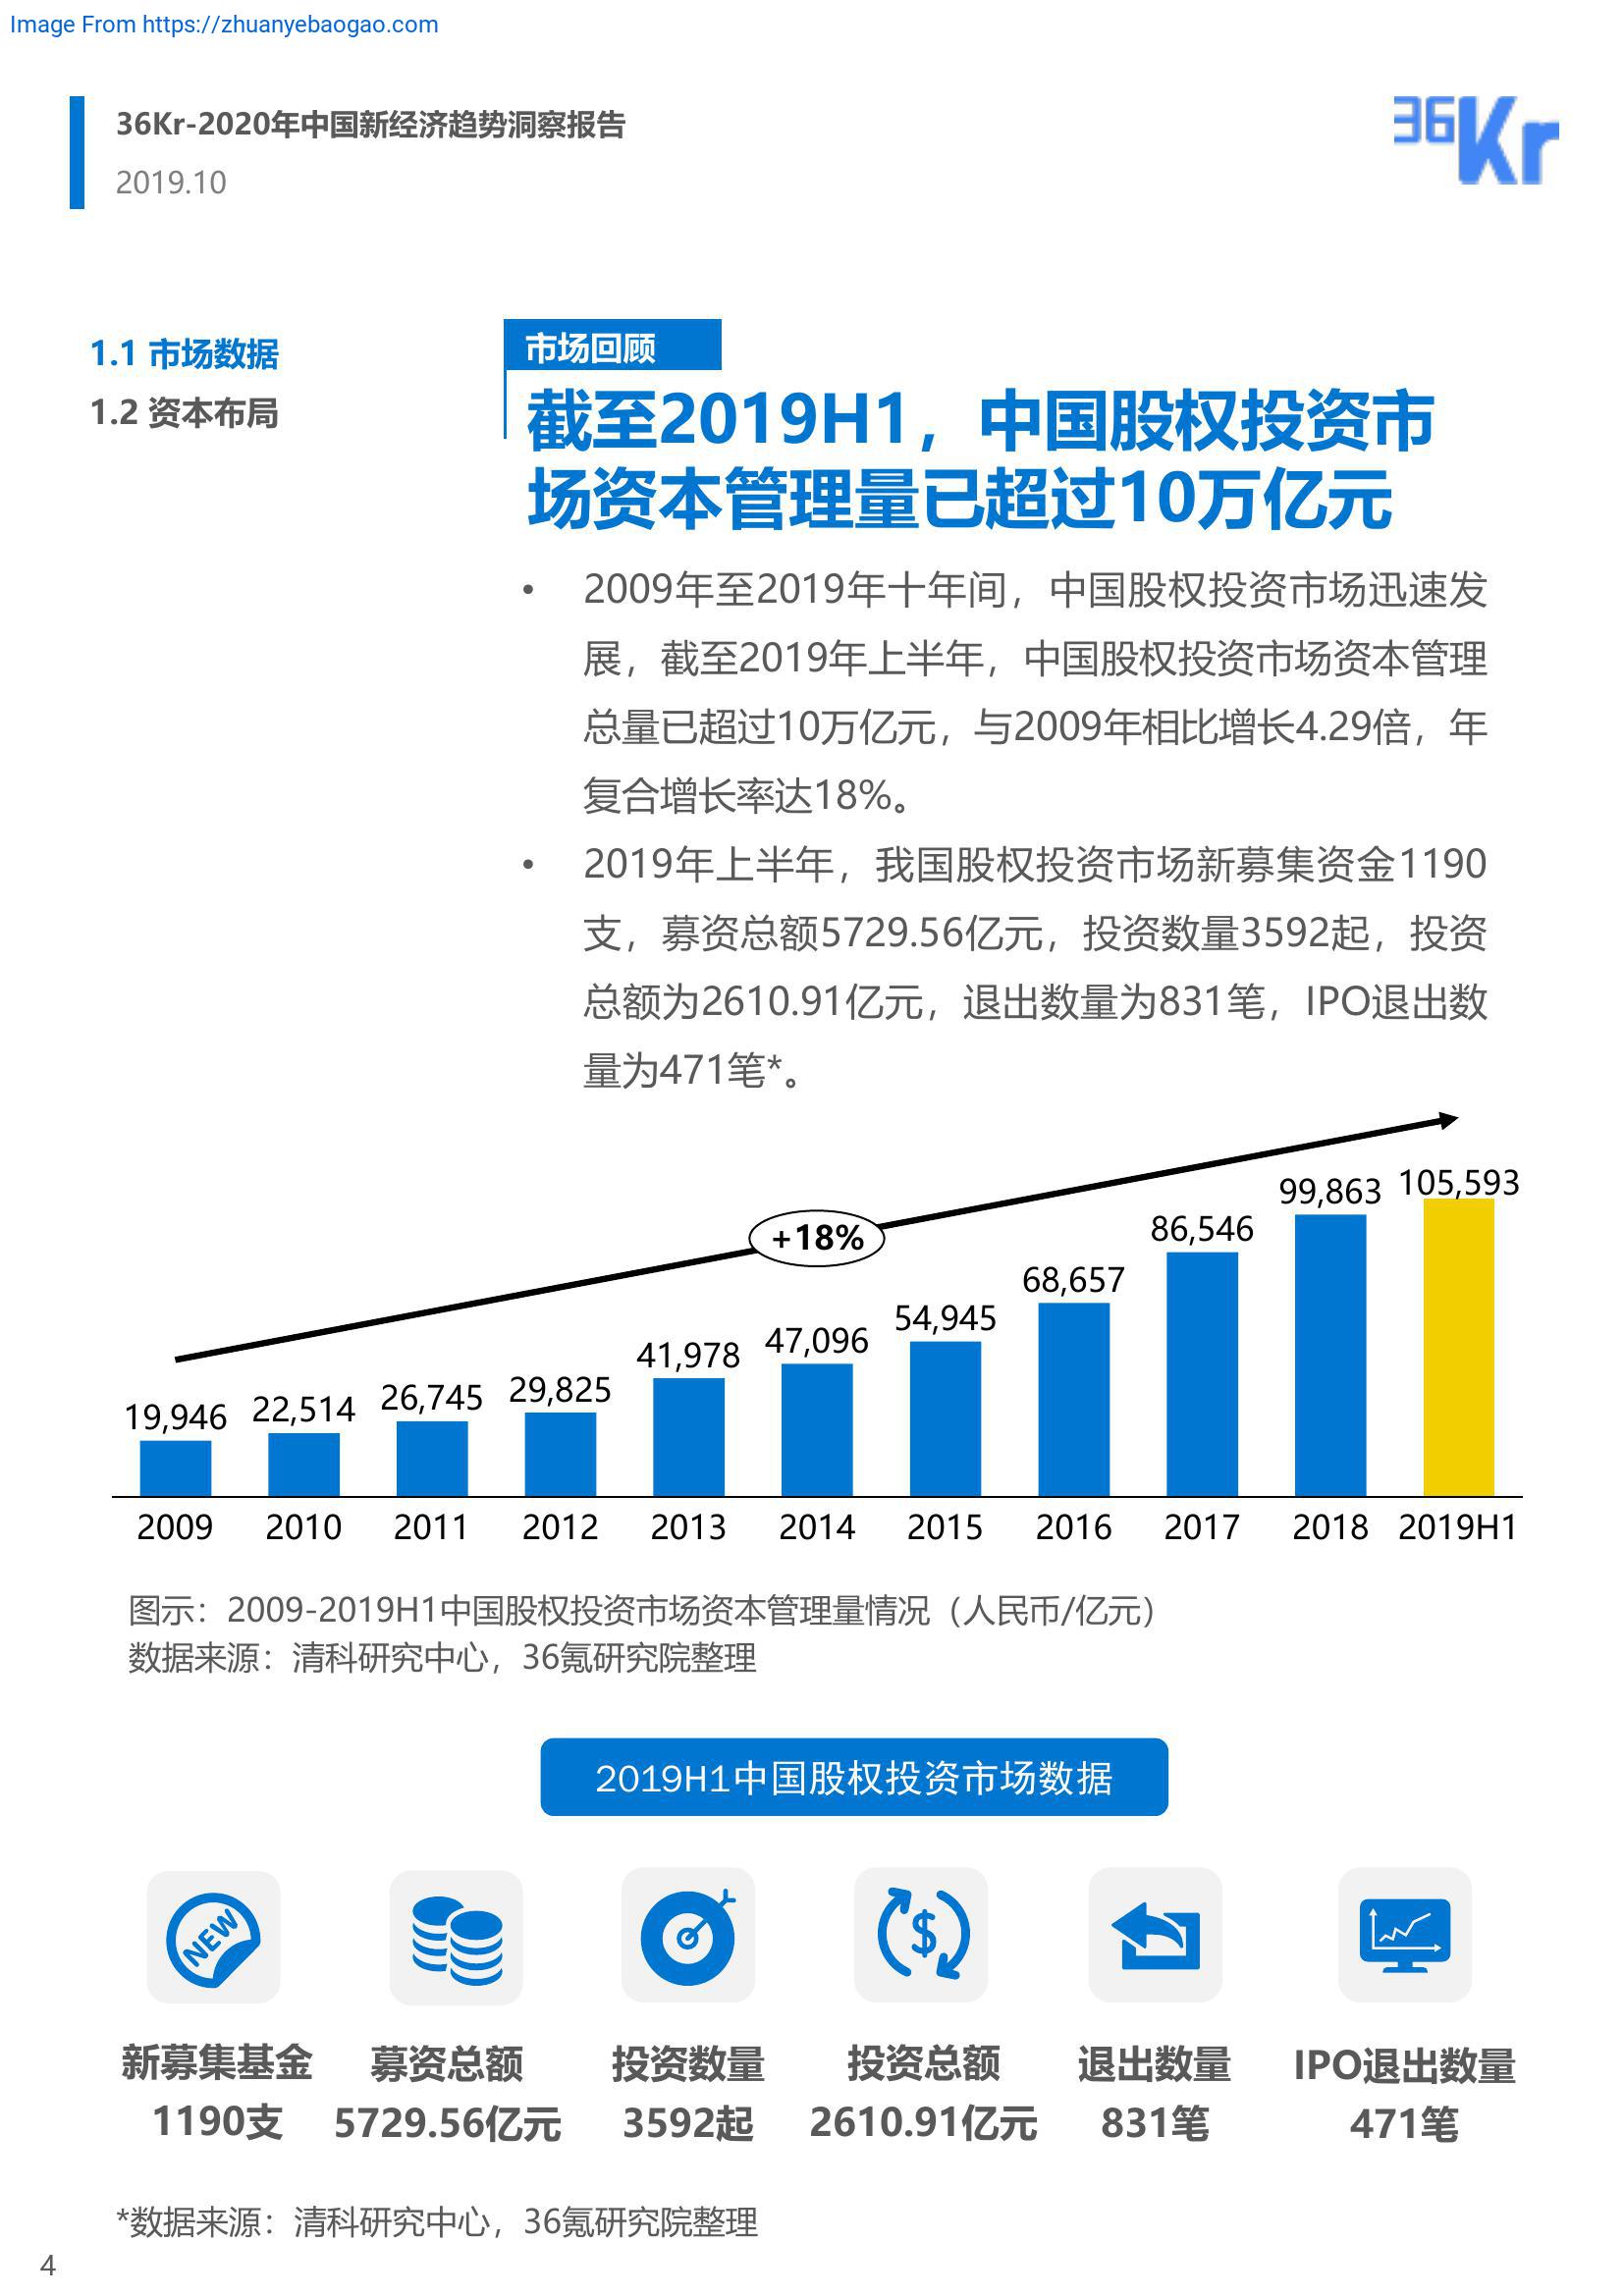 Image From https://zhuanyebaogao.com
36Kr-2020年中国新经济趋势洞察报告
2019.10
36Kr
1.1 市场数据
1.2 资本布局
市场回顾
截至2019H1，中国股权投资市
场资本管理量已超过10万亿元
• 2009年至2019年十年间，中国股权投资市场迅速发
展，截至2019年上半年，中国股权投资市场资本管理
总量已超过10万亿元，与2009年相比增长4.29倍，年
复合增长率达18%。
• 2019年上半年，我国股权投资市场新募集资金1190
支，募资总额5729.56亿元，投资数量3592起，投资
总额为2610.91亿元，退出数量为831笔，IPO退出数
量为471笔*。
+18%
19,946 22,514 26,745 29,825 41,978 47,096 54,945 68,657 86,546 99,863 105,593
2009 2010 2011 2012 2013 2014 2015 2016 2017 2018 2019H1
图示：2009-2019H1中国股权投资市场资本管理量情况（人民币/亿元）
数据来源：清科研究中心，36氪研究院整理
2019H1中国股权投资市场数据
NEW
$
新募集基金 募资总额 投资数量 投资总额 退出数量 IPO退出数量
1190支 5729.56亿元 3592起 2610.91亿元 831笔 471笔
*数据来源：清科研究中心，36氪研究院整理
4